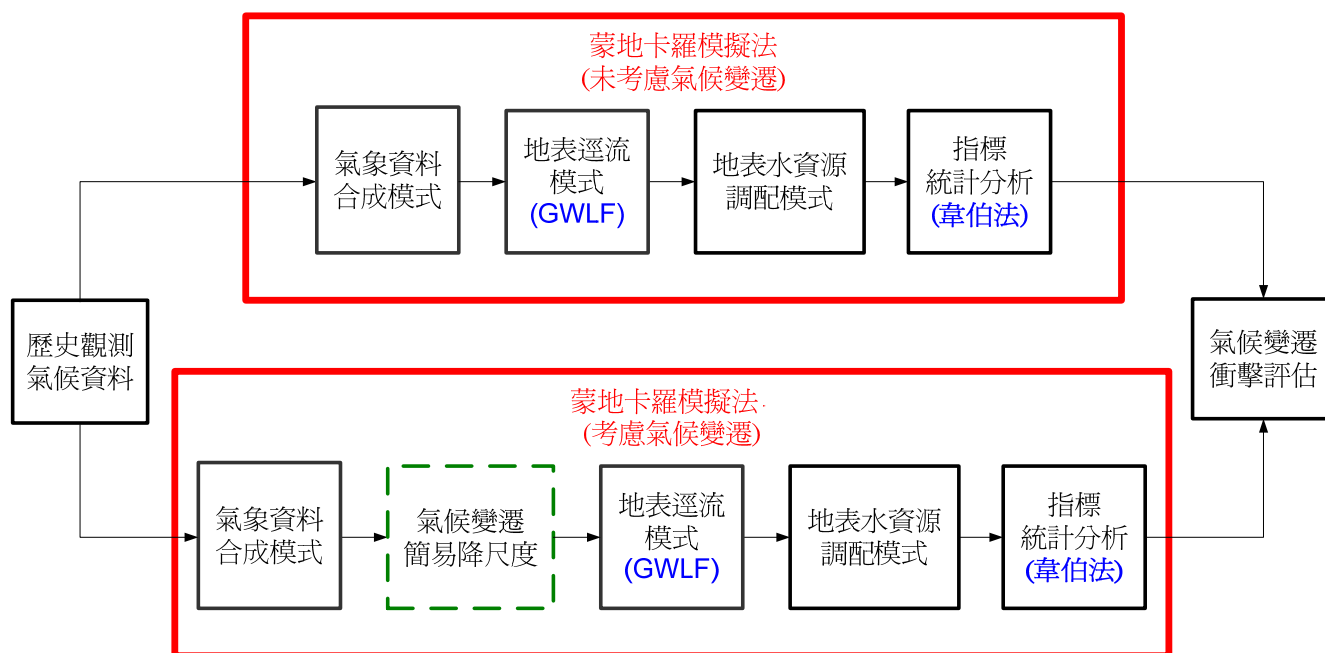 蒙地卡羅模擬法
(未考慮氣候變遷)
氣象資料
合成模式
地表逕流
模式
(GWLF)
地表水資源
調配模式
指標
統計分析
(韋伯法)
歷史觀測
氣候資料
氣候變遷
衝擊評估
蒙地卡羅模擬法
(考慮氣候變遷)
氣象資料
合成模式
氣候變遷
簡易降尺度
地表逕流
模式
(GWLF)
地表水資源
調配模式
指標
統計分析
(韋伯法)